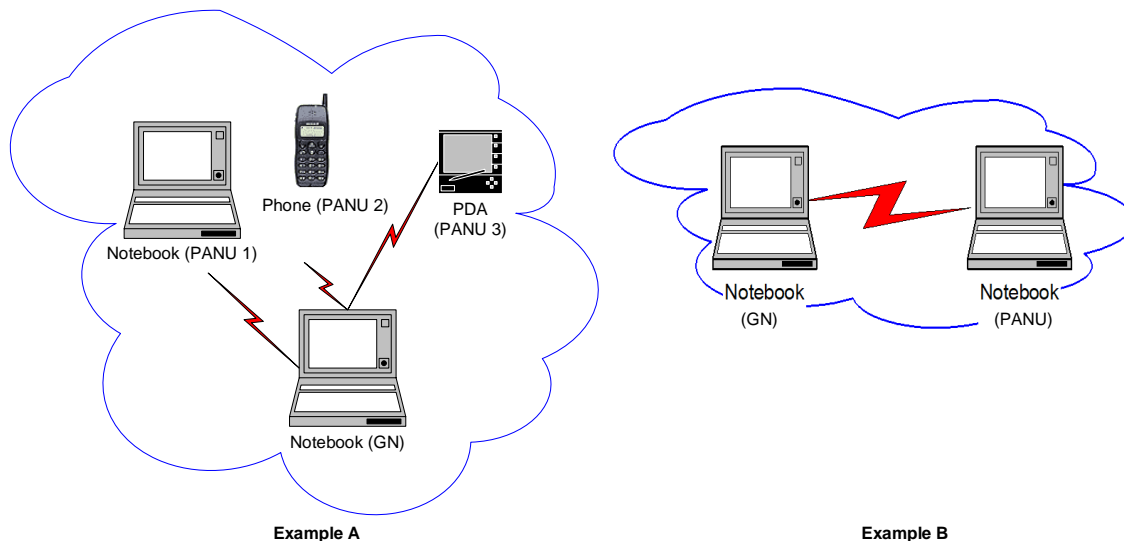 Phone (PANU 2)
PDA
(PANU 3)
Notebook (PANU 1)
Notebook (GN)
Example A
Notebook
(GN)
Notebook
(PANU)
Example B